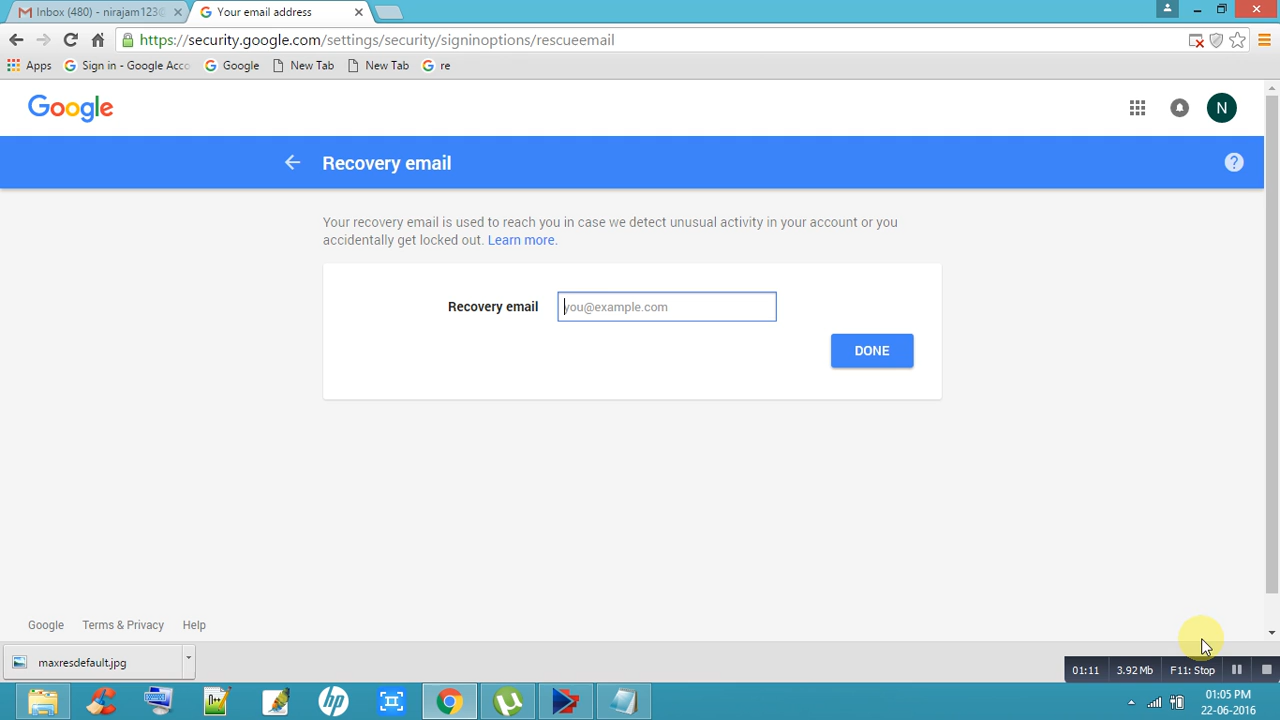 Inbox (480) - nirajam123@
Your email address
https://security.google.com/settings/security/signinoptions/rescueemail
Apps
Sign in - Google Acco
Google
New Tab
New Tab
re
Google
N
Recovery email
?
Your recovery email is used to reach you in case we detect unusual activity in your account or you
accidentally get locked out. Learn more.
Recovery email
you@example.com
DONE
Google
Terms & Privacy
Help
maxresdefault.jpg
01:11
3.92 Mb
F11: Stop
hp
01:05 PM
22-06-2016